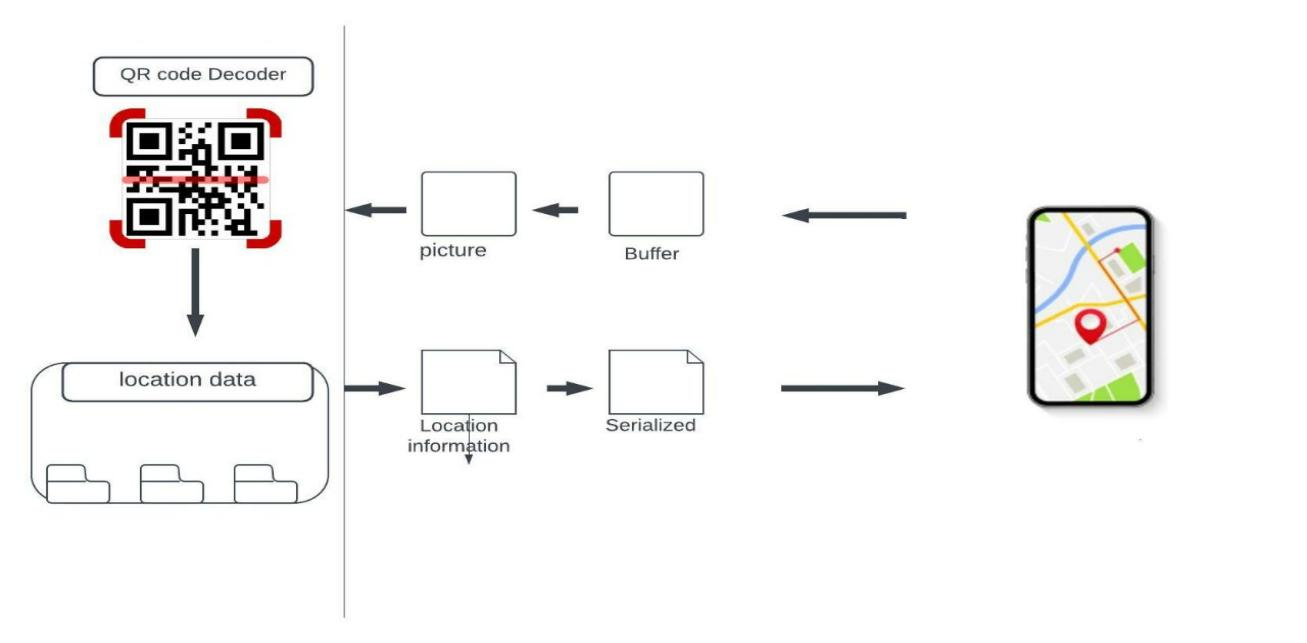 QR code Decoder
picture
Buffer
location data
Location
information
Serialized